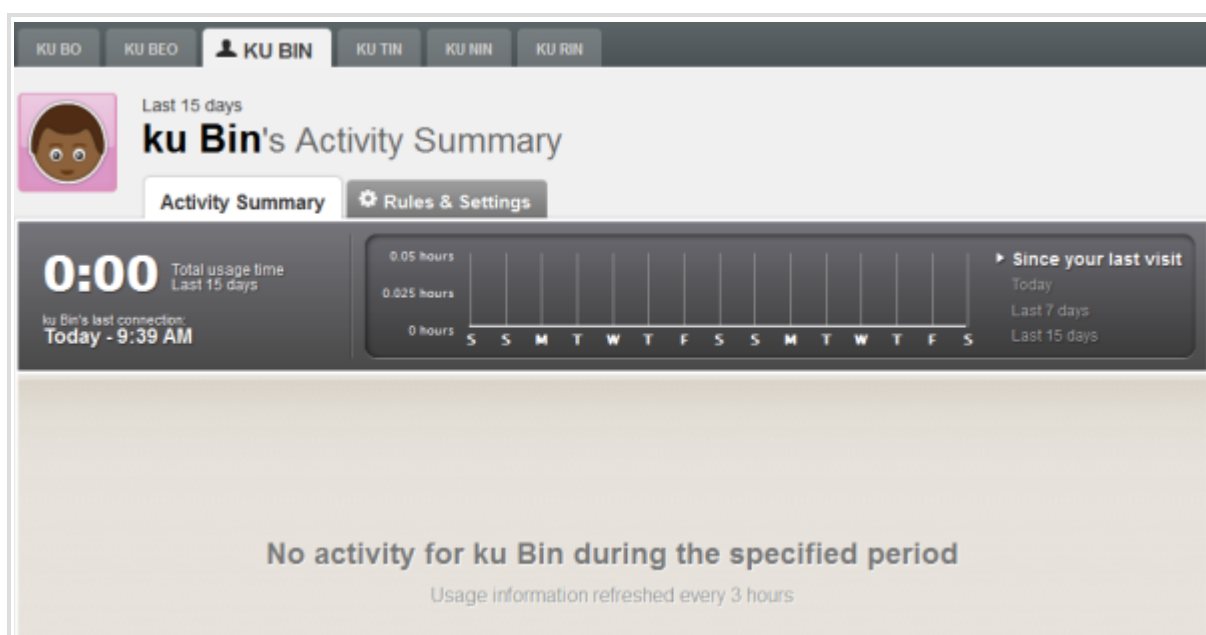 KU BO KU BEO KU BIN KU TIN KU NIN KU RIN
Last 15 days
ku Bin's Activity Summary
Activity Summary Rules & Settings
0:00 Total usage time
Last 15 days
ku Bin's last connection:
Today - 9:39 AM
0.05 hours
0.025 hours
0 hours
S S M T W T F S S M T W T F S
Since your last visit
Today
Last 7 days
Last 15 days
No activity for ku Bin during the specified period
Usage information refreshed every 3 hours